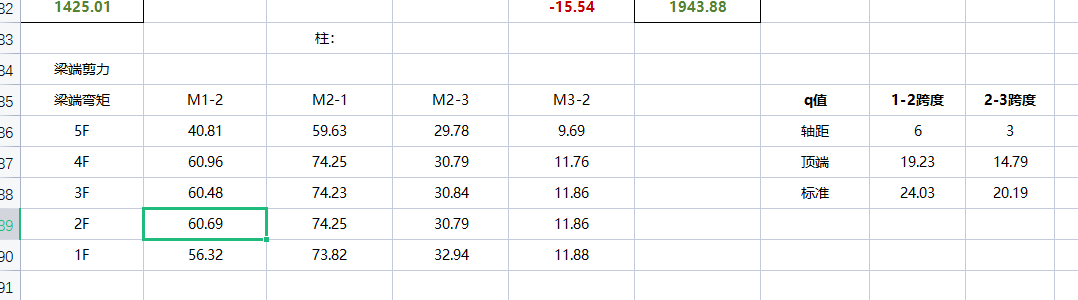 82 1425.01 -15.54 1943.88
83 柱：
84 梁端剪力
85 梁端弯矩 M1-2 M2-1 M2-3 M3-2 q值 1-2跨度 2-3跨度
86 5F 40.81 59.63 29.78 9.69 轴距 6 3
87 4F 60.96 74.25 30.79 11.76 顶端 19.23 14.79
88 3F 60.48 74.23 30.84 11.86 标准 24.03 20.19
89 2F 60.69 74.25 30.79 11.86
90 1F 56.32 73.82 32.94 11.88
91